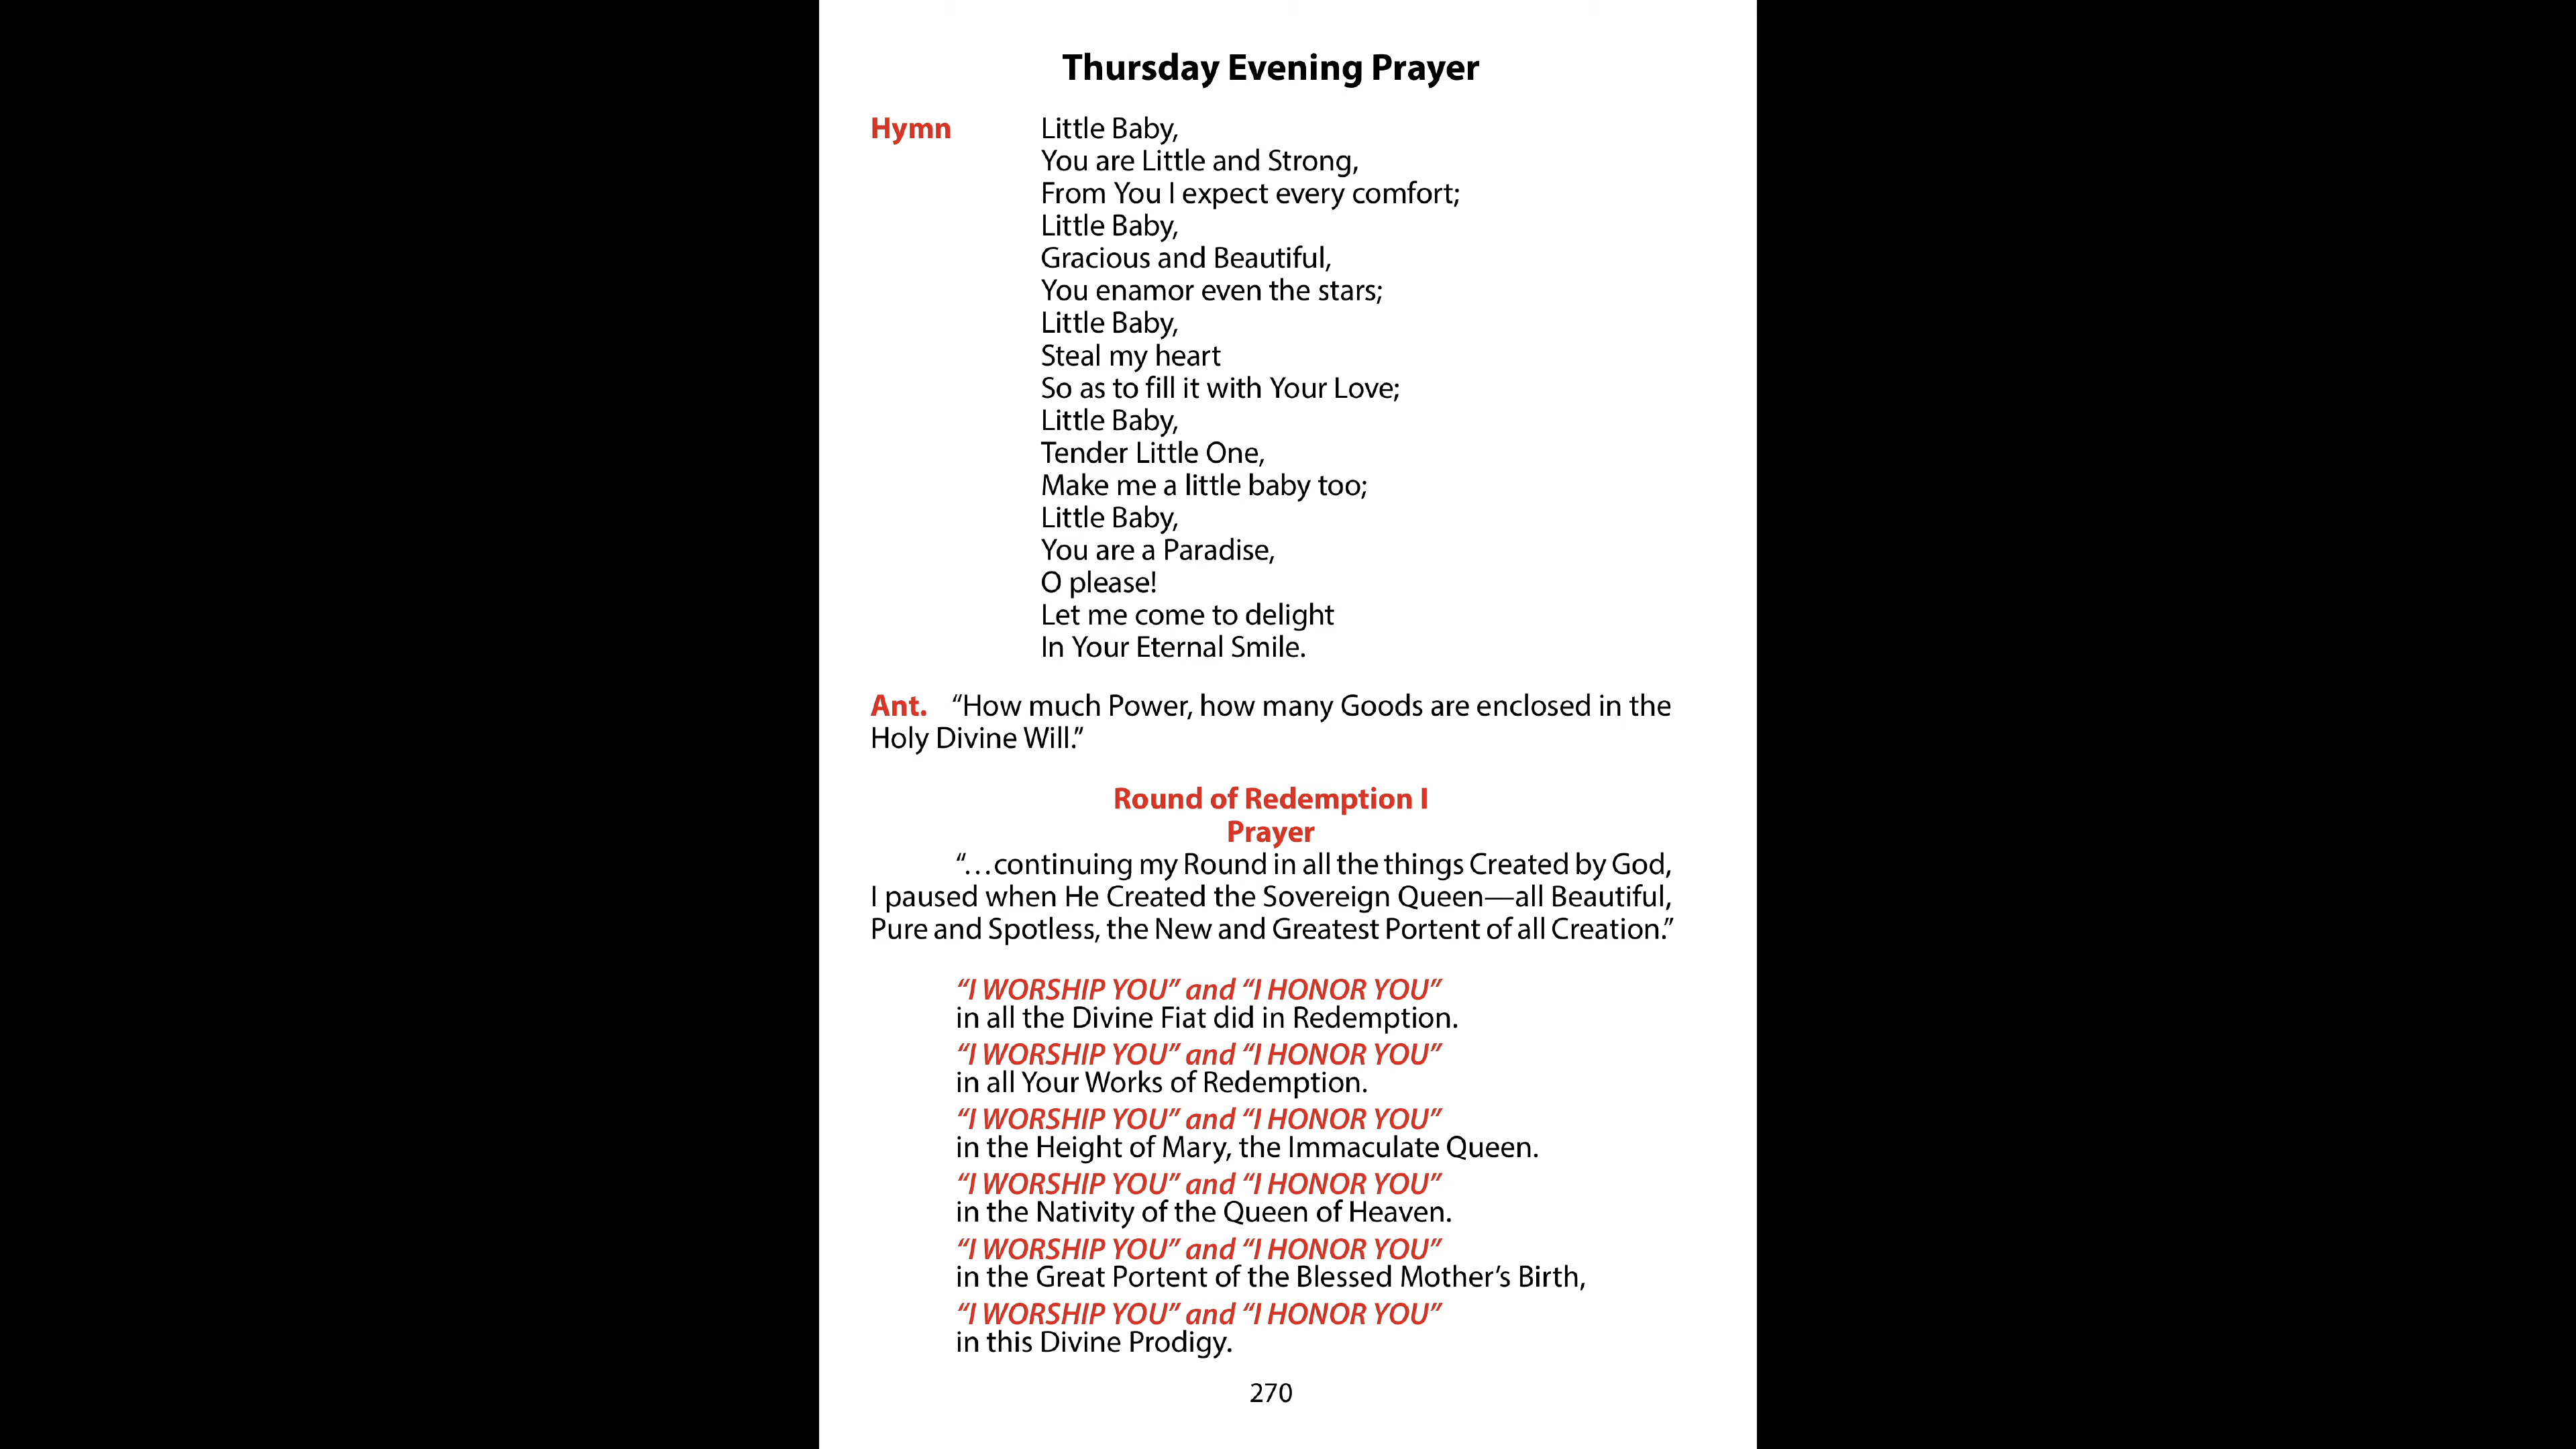 Thursday Evening Prayer
Hymn Little Baby,
You are Little and Strong,
From You I expect every comfort;
Little Baby,
Gracious and Beautiful,
You enamor even the stars;
Little Baby,
Steal my heart
So as to fill it with Your Love;
Little Baby,
Tender Little One,
Make me a little baby too;
Little Baby,
You are a Paradise,
O please!
Let me come to delight
In Your Eternal Smile.
Ant. “How much Power, how many Goods are enclosed in the
Holy Divine Will.”
Round of Redemption I
Prayer
“…continuing my Round in all the things Created by God,
I paused when He Created the Sovereign Queen—all Beautiful,
Pure and Spotless, the New and Greatest Portent of all Creation.”
“I WORSHIP YOU” and “I HONOR YOU”
in all the Divine Fiat did in Redemption.
“I WORSHIP YOU” and “I HONOR YOU”
in all Your Works of Redemption.
“I WORSHIP YOU” and “I HONOR YOU”
in the Height of Mary, the Immaculate Queen.
“I WORSHIP YOU” and “I HONOR YOU”
in the Nativity of the Queen of Heaven.
“I WORSHIP YOU” and “I HONOR YOU”
in the Great Portent of the Blessed Mother’s Birth,
“I WORSHIP YOU” and “I HONOR YOU”
in this Divine Prodigy.
270